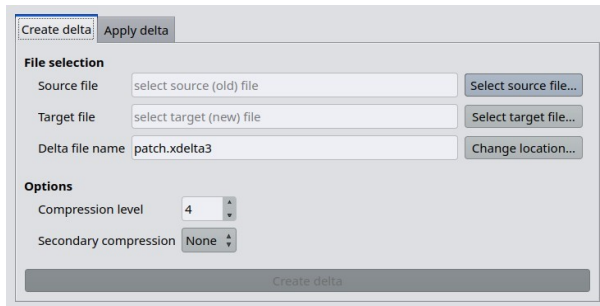 Create delta Apply delta
File selection
Source file select source (old) file Select source file...
Target file select target (new) file Select target file...
Delta file name patch.xdelta3 Change location...
Options
Compression level 4
Secondary compression None
Create delta